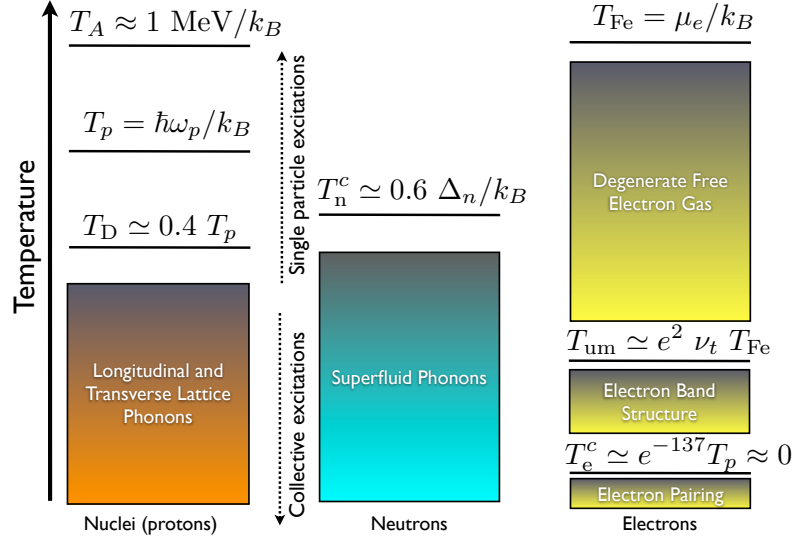 Temperature
T_A ≈ 1 MeV/k_B
T_p = ℏω_p/k_B
T_D ≃ 0.4 T_p
Longitudinal and
Transverse Lattice
Phonons
Nuclei (protons)
Single particle excitations
Collective excitations
T_n^c ≃ 0.6 Δ_n/k_B
Superfluid Phonons
Neutrons
T_Fe = μ_e/k_B
Degenerate Free
Electron Gas
T_um ≃ e^2 ν_t T_Fe
Electron Band
Structure
T_e^c ≃ e^{-137} T_p ≈ 0
Electron Pairing
Electrons